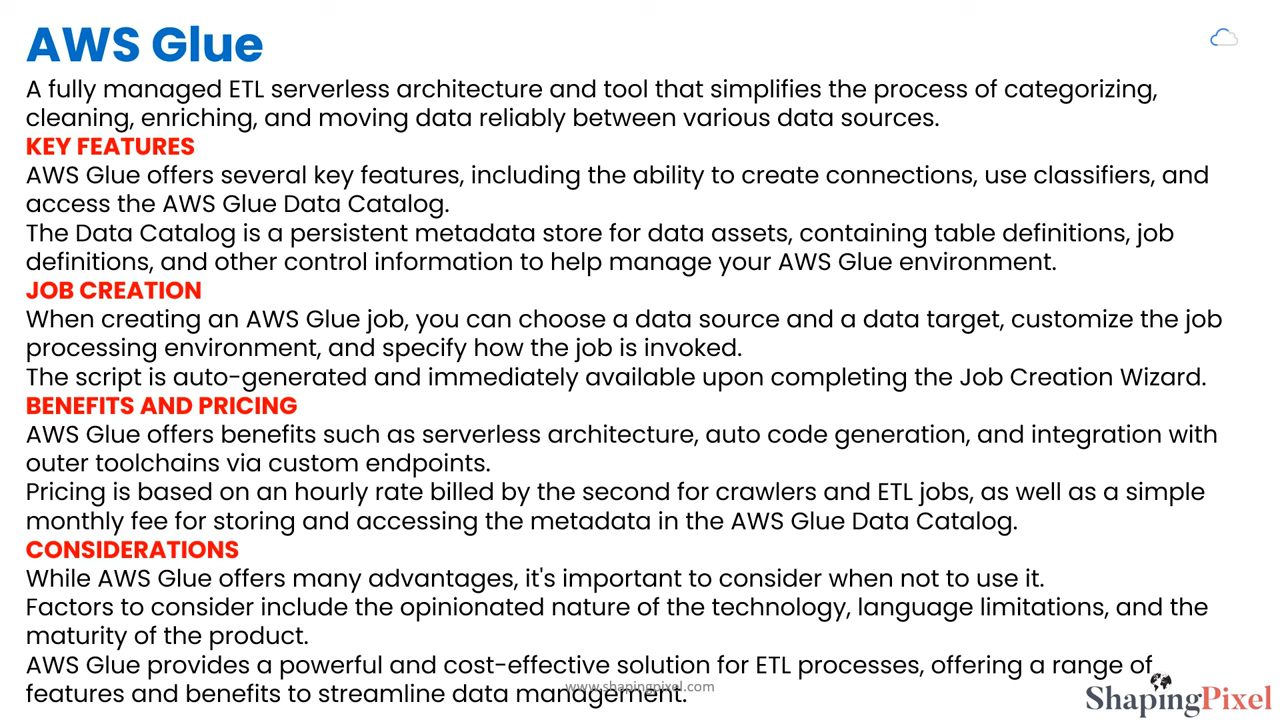 AWS Glue
A fully managed ETL serverless architecture and tool that simplifies the process of categorizing,
cleaning, enriching, and moving data reliably between various data sources.
KEY FEATURES
AWS Glue offers several key features, including the ability to create connections, use classifiers, and
access the AWS Glue Data Catalog.
The Data Catalog is a persistent metadata store for data assets, containing table definitions, job
definitions, and other control information to help manage your AWS Glue environment.
JOB CREATION
When creating an AWS Glue job, you can choose a data source and a data target, customize the job
processing environment, and specify how the job is invoked.
The script is auto-generated and immediately available upon completing the Job Creation Wizard.
BENEFITS AND PRICING
AWS Glue offers benefits such as serverless architecture, auto code generation, and integration with
outer toolchains via custom endpoints.
Pricing is based on an hourly rate billed by the second for crawlers and ETL jobs, as well as a simple
monthly fee for storing and accessing the metadata in the AWS Glue Data Catalog.
CONSIDERATIONS
While AWS Glue offers many advantages, it's important to consider when not to use it.
Factors to consider include the opinionated nature of the technology, language limitations, and the
maturity of the product.
AWS Glue provides a powerful and cost-effective solution for ETL processes, offering a range of
features and benefits to streamline data management.
www.shapingpixel.com
ShapingPixel